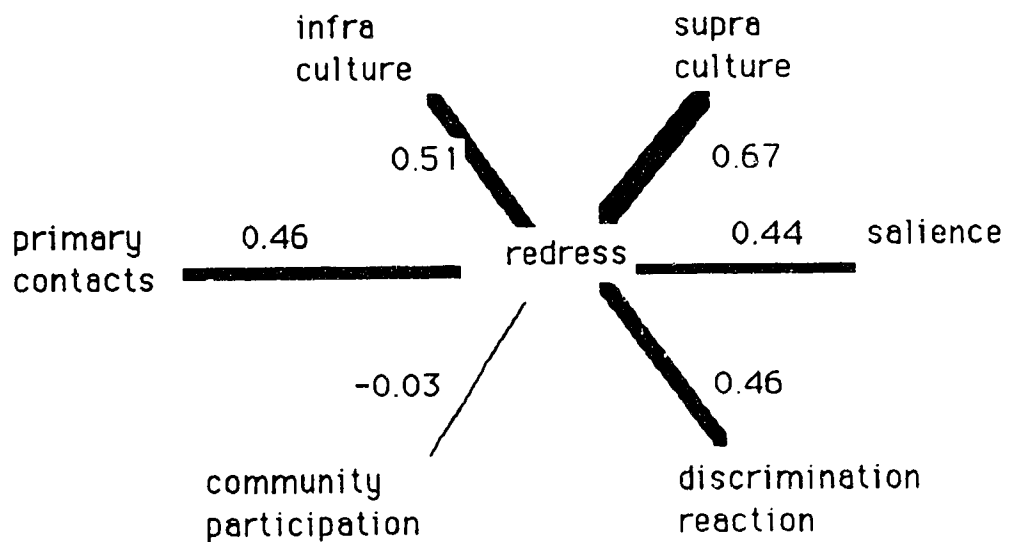 infra
culture
supra
culture
0.51
0.67
primary
contacts
0.46
redress
0.44
salience
-0.03
0.46
community
participation
discrimination
reaction